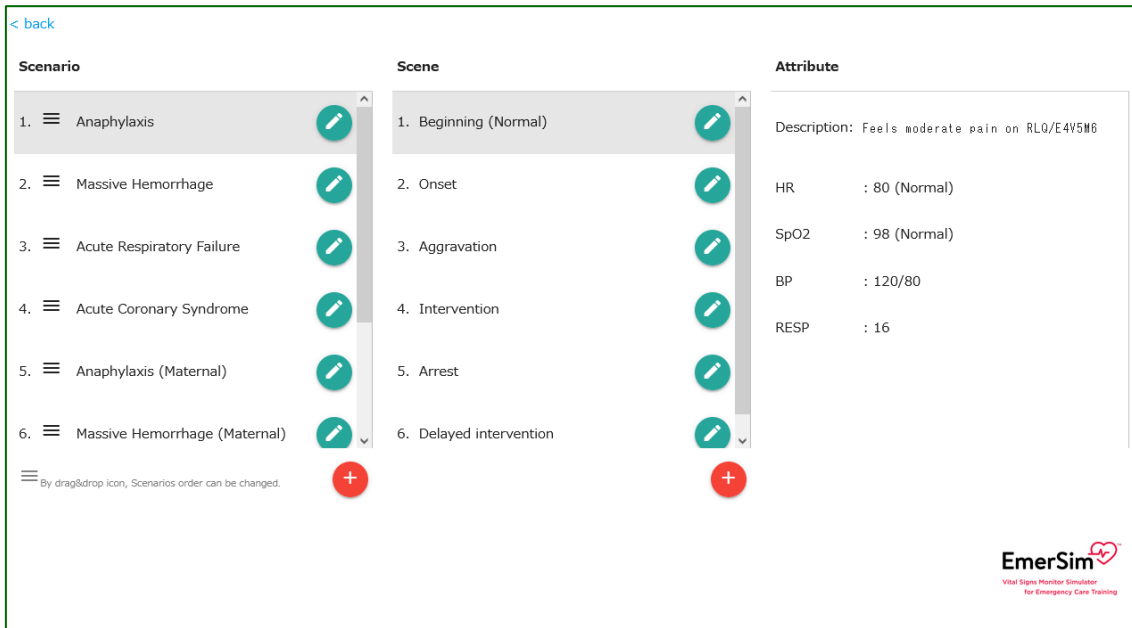 < back
Scenario
1. Anaphylaxis
2. Massive Hemorrhage
3. Acute Respiratory Failure
4. Acute Coronary Syndrome
5. Anaphylaxis (Maternal)
6. Massive Hemorrhage (Maternal)
By drag&drop icon, Scenarios order can be changed.
Scene
1. Beginning (Normal)
2. Onset
3. Aggravation
4. Intervention
5. Arrest
6. Delayed intervention
Attribute
Description: Feels moderate pain on RLQ/E4V5M6
HR : 80 (Normal)
SpO2 : 98 (Normal)
BP : 120/80
RESP : 16
EmerSim™
Vital Signs Monitor Simulator
for Emergency Care Training